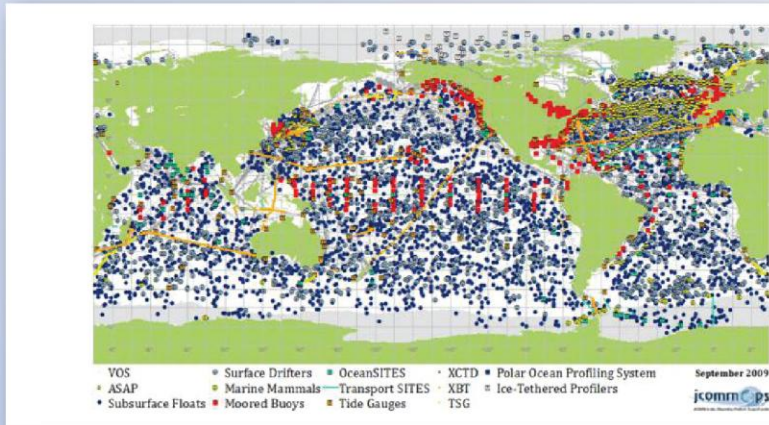 VOS
Surface Drifters
OceanSITES
XCTD
Polar Ocean Profiling System
September 2009
ASAP
Marine Mammals
Transport SITES
XBT
Ice-Tethered Profilers
Subsurface Floats
Moored Buoys
Tide Gauges
TSG
jcommops